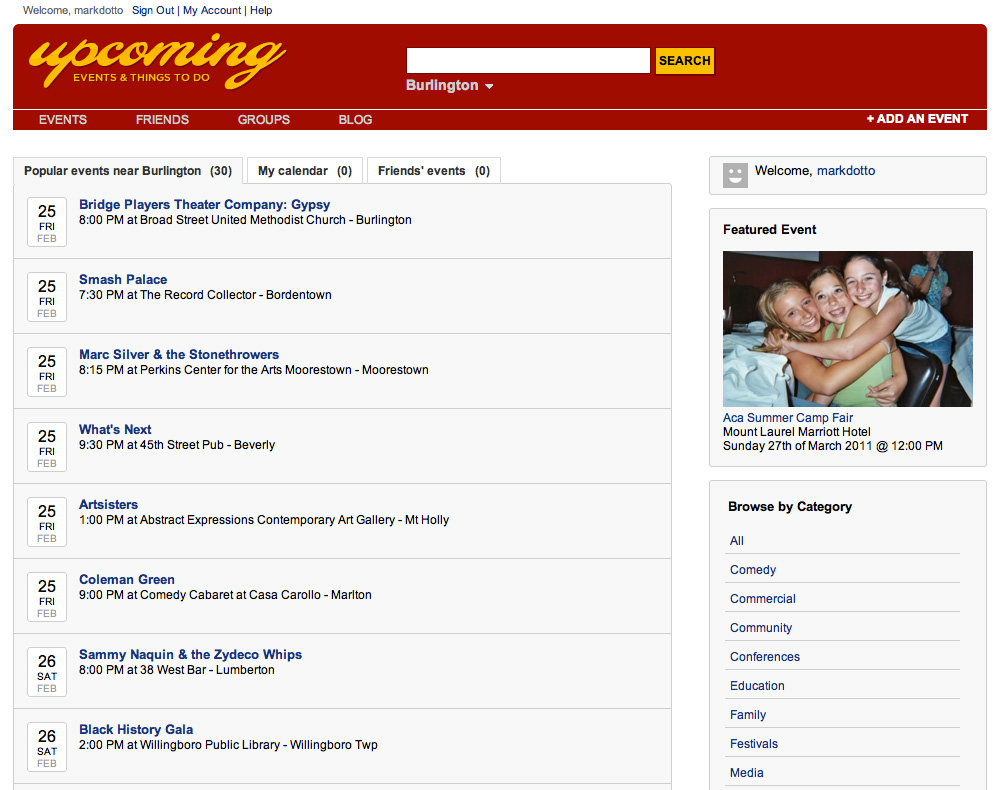 Welcome, markdotto Sign Out | My Account | Help
upcoming
EVENTS & THINGS TO DO
SEARCH
Burlington
EVENTS FRIENDS GROUPS BLOG + ADD AN EVENT
Popular events near Burlington (30) My calendar (0) Friends' events (0)
25
FRI
FEB
Bridge Players Theater Company: Gypsy
8:00 PM at Broad Street United Methodist Church - Burlington
25
FRI
FEB
Smash Palace
7:30 PM at The Record Collector - Bordentown
25
FRI
FEB
Marc Silver & the Stonethrowers
8:15 PM at Perkins Center for the Arts Moorestown - Moorestown
25
FRI
FEB
What's Next
9:30 PM at 45th Street Pub - Beverly
25
FRI
FEB
Artsisters
1:00 PM at Abstract Expressions Contemporary Art Gallery - Mt Holly
25
FRI
FEB
Coleman Green
9:00 PM at Comedy Cabaret at Casa Carollo - Marlton
26
SAT
FEB
Sammy Naquin & the Zydeco Whips
8:00 PM at 38 West Bar - Lumberton
26
SAT
FEB
Black History Gala
2:00 PM at Willingboro Public Library - Willingboro Twp
Welcome, markdotto
Featured Event
Aca Summer Camp Fair
Mount Laurel Marriott Hotel
Sunday 27th of March 2011 @ 12:00 PM
Browse by Category
All
Comedy
Commercial
Community
Conferences
Education
Family
Festivals
Media